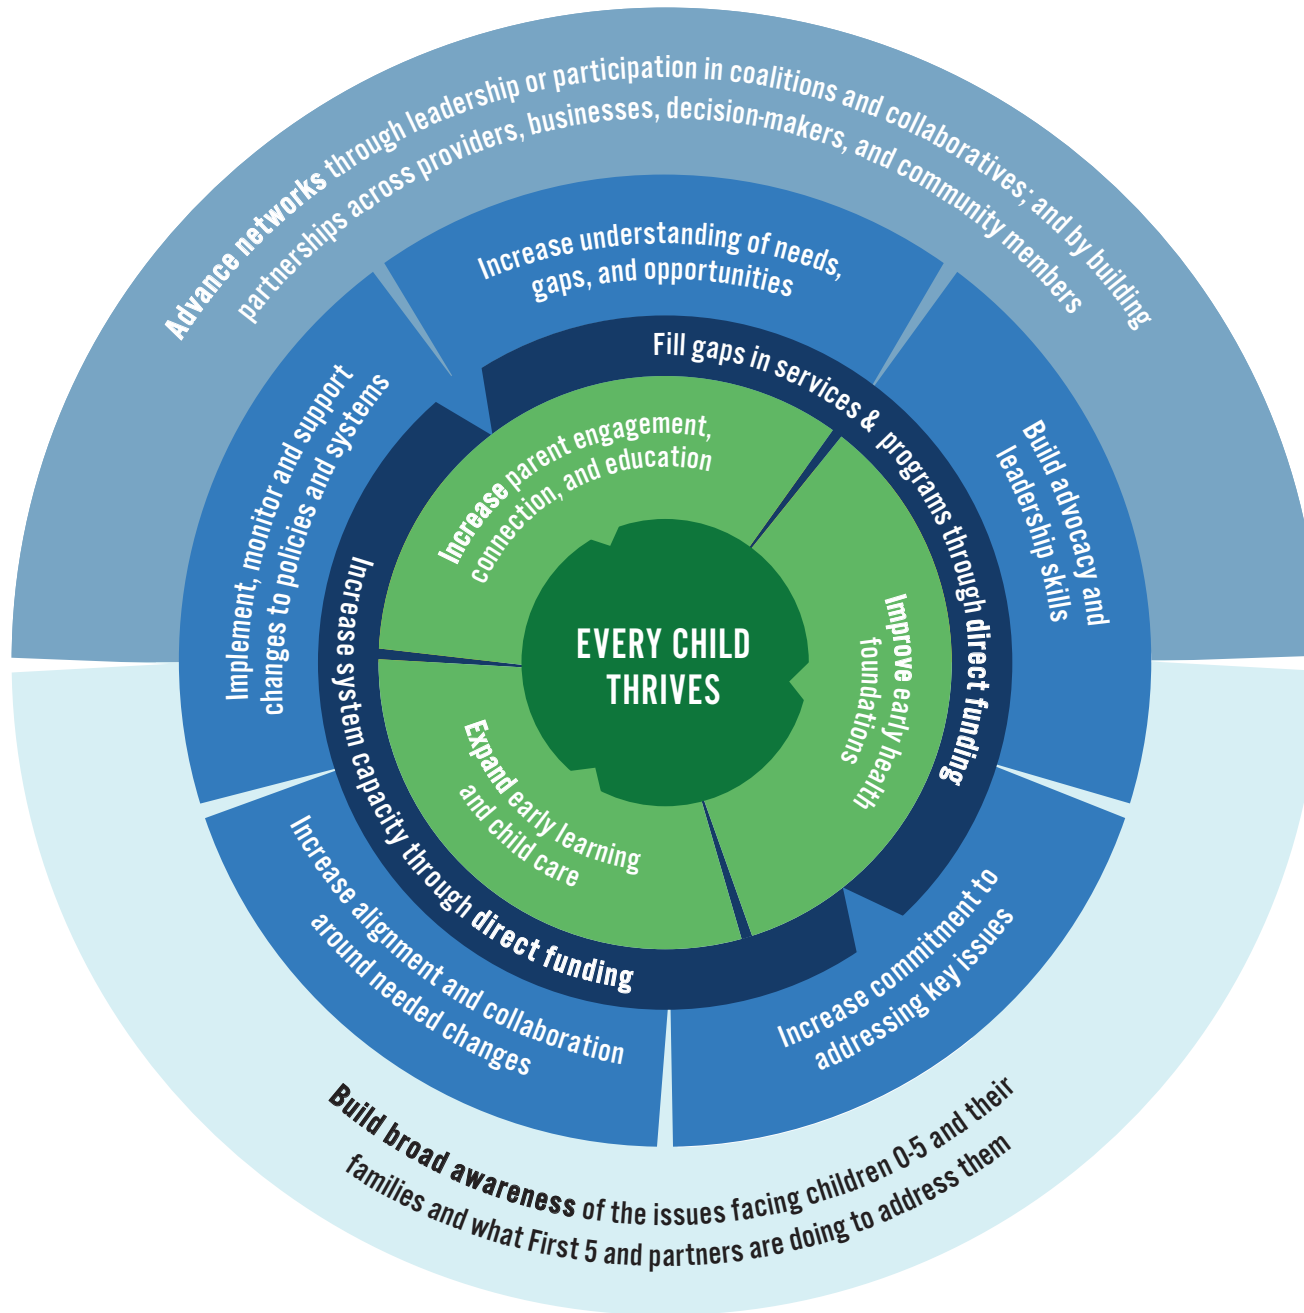 Advance networks through leadership or participation in coalitions and collaboratives; and by building
partnerships across providers, businesses, decision-makers, and community members
Increase understanding of needs,
gaps, and opportunities
Build advocacy and
leadership skills
Increase commitment to
addressing key issues
Increase alignment and collaboration
around needed changes
Implement, monitor and support
changes to policies and systems
Fill gaps in services & programs through direct funding
Increase system capacity through direct funding
Increase parent engagement,
connection, and education
Improve early health
foundations
Expand early learning
and child care
EVERY CHILD
THRIVES
Build broad awareness of the issues facing children 0-5 and their
families and what First 5 and partners are doing to address them